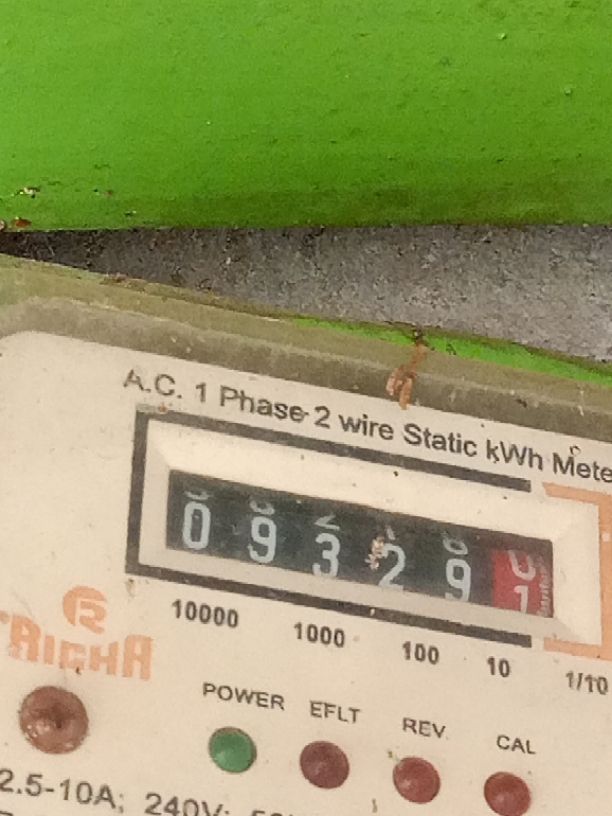 A.C. 1 Phase 2 wire Static kWh Mete
0 9 3 2 9 1
10000 1000 100 10 1/10
POWER EFLT REV. CAL
2.5-10A; 240V;